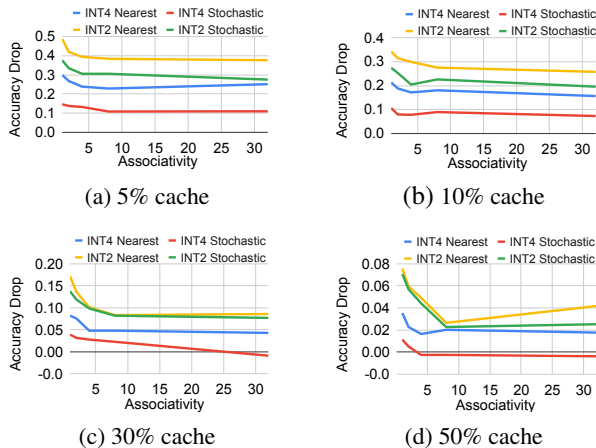 INT4 Nearest INT4 Stochastic
INT2 Nearest INT2 Stochastic
Accuracy Drop
0.5
0.4
0.3
0.2
0.1
0.0
5 10 15 20 25 30
Associativity
(a) 5% cache
INT4 Nearest INT4 Stochastic
INT2 Nearest INT2 Stochastic
Accuracy Drop
0.4
0.3
0.2
0.1
0.0
5 10 15 20 25 30
Associativity
(b) 10% cache
INT4 Nearest INT4 Stochastic
INT2 Nearest INT2 Stochastic
Accuracy Drop
0.20
0.15
0.10
0.05
0.00
-0.0
5 10 15 20 25 30
Associativity
(c) 30% cache
INT4 Nearest INT4 Stochastic
INT2 Nearest INT2 Stochastic
Accuracy Drop
0.08
0.06
0.04
0.02
0.00
-0.0
5 10 15 20 25 30
Associativity
(d) 50% cache